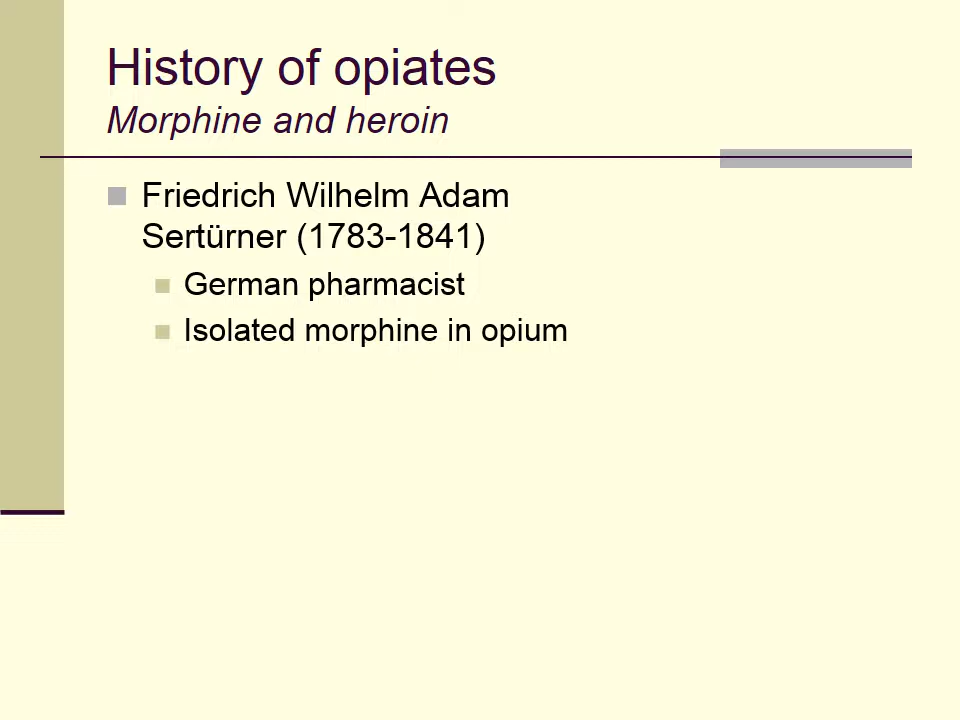 History of opiates
Morphine and heroin
Friedrich Wilhelm Adam
Sertürner (1783-1841)
German pharmacist
Isolated morphine in opium